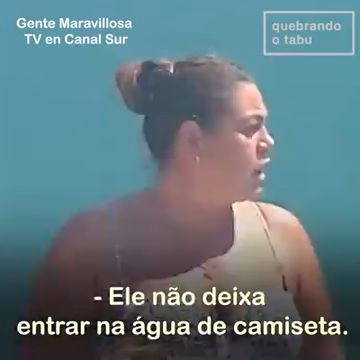 Gente Maravillosa
TV en Canal Sur
quebrando
o tabu
- Ele não deixa
entrar na água de camiseta.